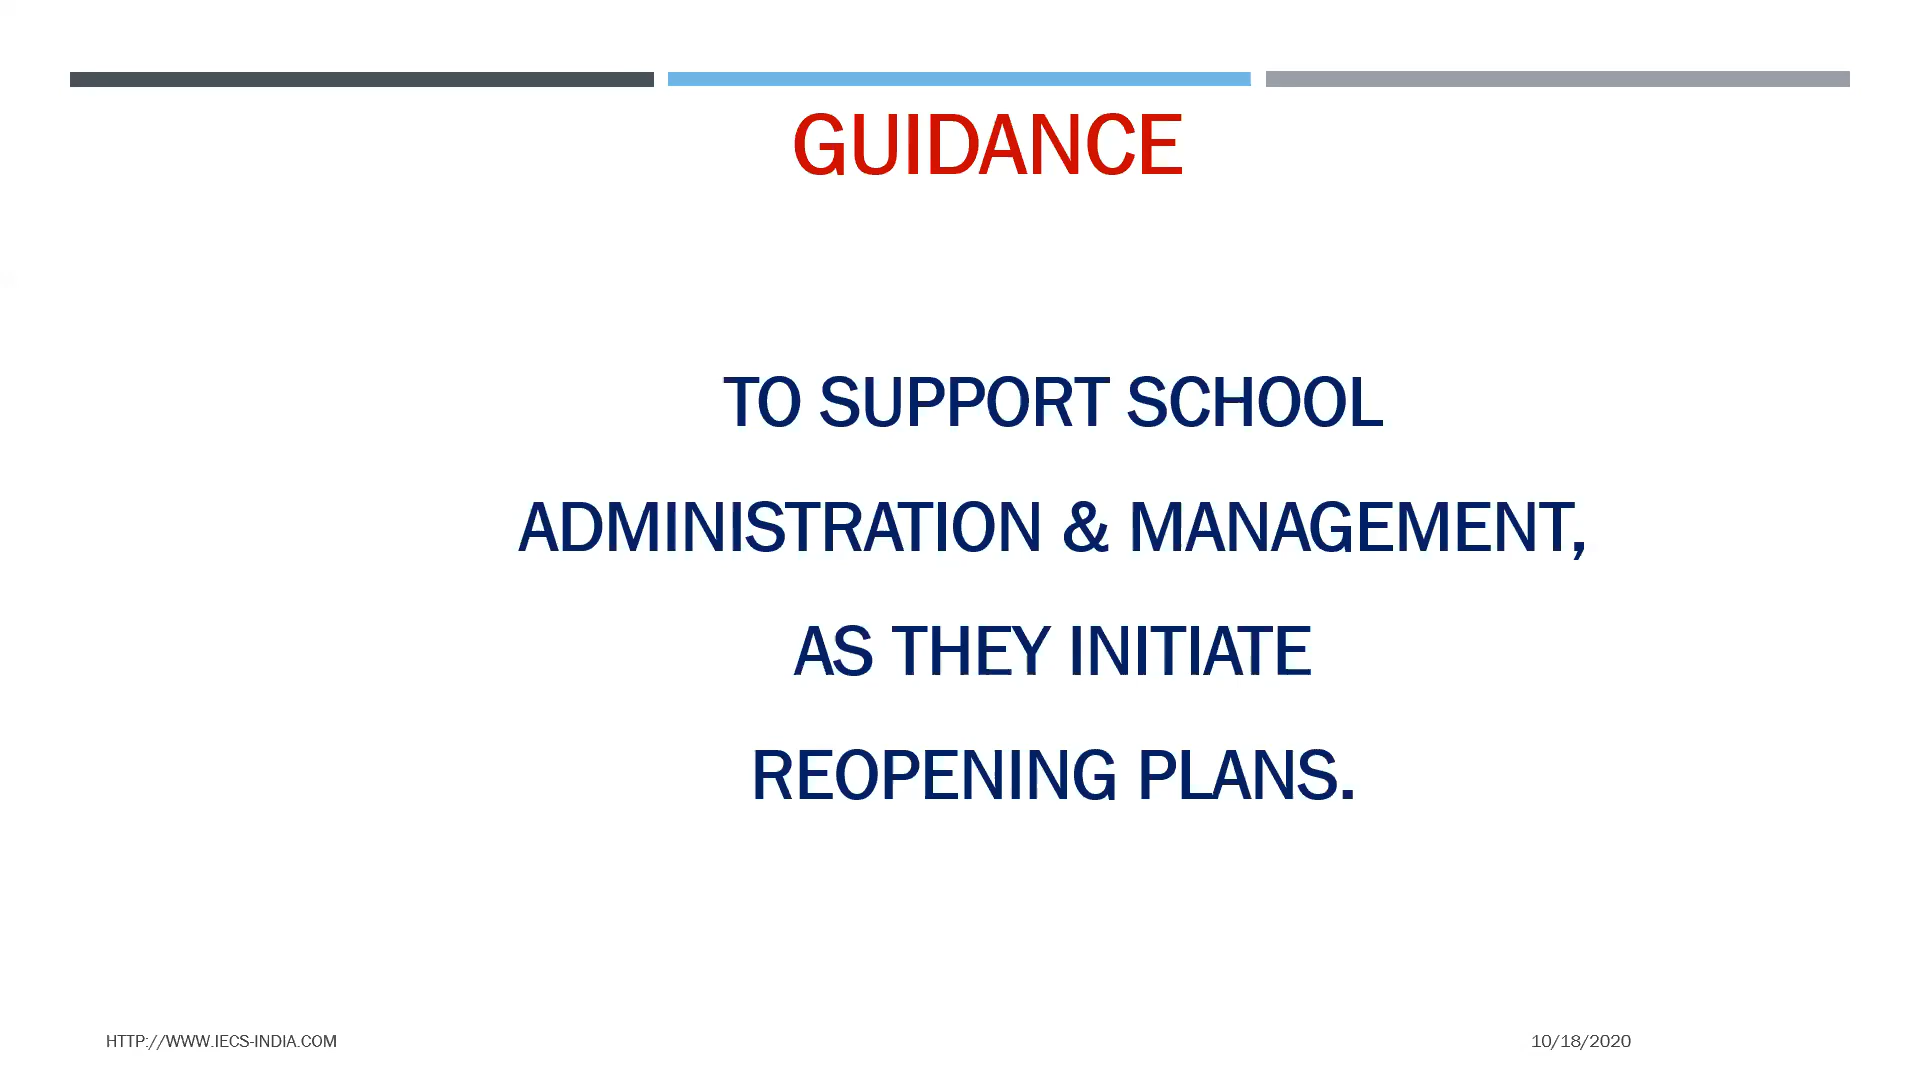 GUIDANCE
TO SUPPORT SCHOOL
ADMINISTRATION & MANAGEMENT,
AS THEY INITIATE
REOPENING PLANS.
HTTP://WWW.IECS-INDIA.COM
10/18/2020